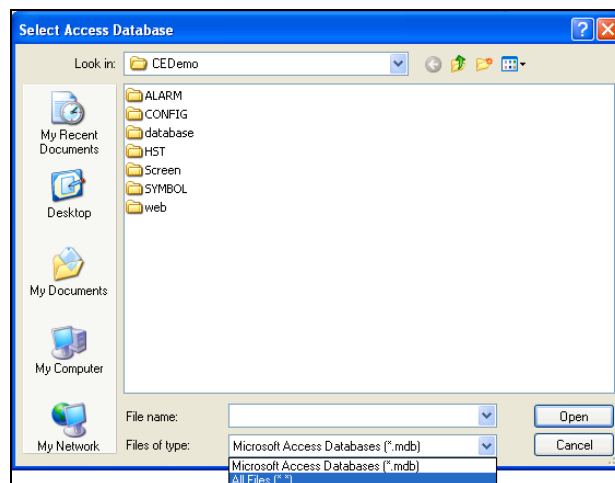 Select Access Database
Look in:
CEDemo
My Recent
Documents
Desktop
My Documents
My Computer
My Network
ALARM
CONFIG
database
HST
Screen
SYMBOL
web
File name:
Open
Files of type:
Microsoft Access Databases (*.mdb)
Cancel
Microsoft Access Databases (*.mdb)
All Files (*.*)